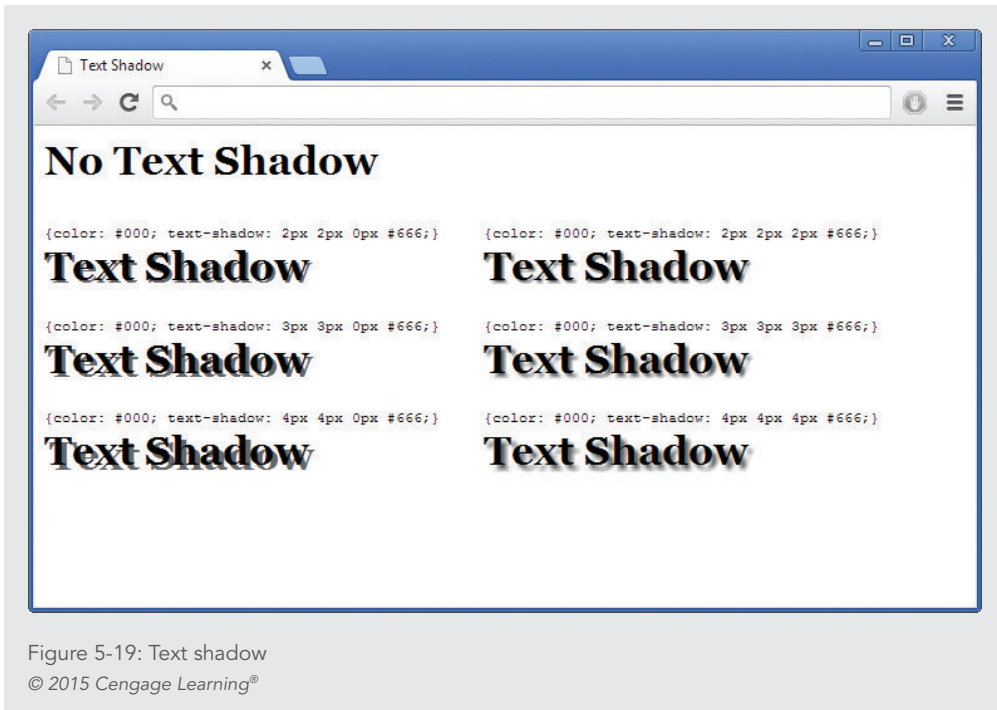 Text Shadow
No Text Shadow
{color: #000; text-shadow: 2px 2px 0px #666;}
Text Shadow
{color: #000; text-shadow: 2px 2px 2px #666;}
Text Shadow
{color: #000; text-shadow: 3px 3px 0px #666;}
Text Shadow
{color: #000; text-shadow: 3px 3px 3px #666;}
Text Shadow
{color: #000; text-shadow: 4px 4px 0px #666;}
Text Shadow
{color: #000; text-shadow: 4px 4px 4px #666;}
Text Shadow
Figure 5-19: Text shadow
© 2015 Cengage Learning®